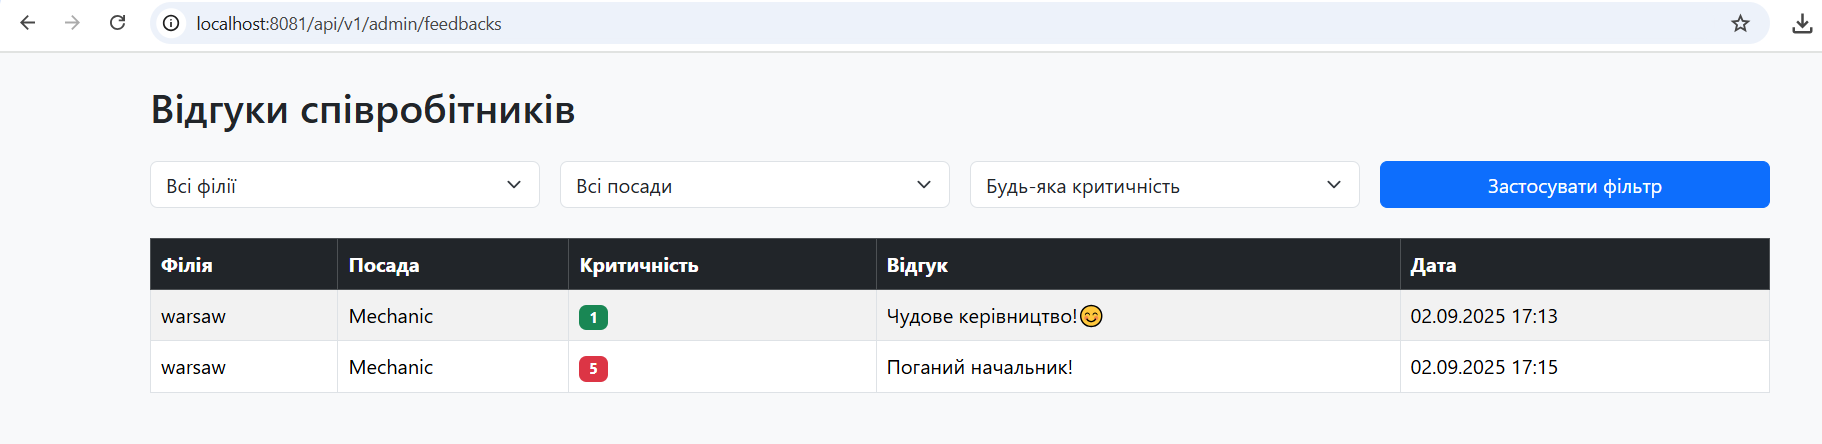 localhost:8081/api/v1/admin/feedbacks
Відгуки співробітників
Всі філії Всі посади Будь-яка критичність Застосувати фільтр
Філія Посада Критичність Відгук Дата
warsaw Mechanic 1 Чудове керівництво!😊 02.09.2025 17:13
warsaw Mechanic 5 Поганий начальник! 02.09.2025 17:15